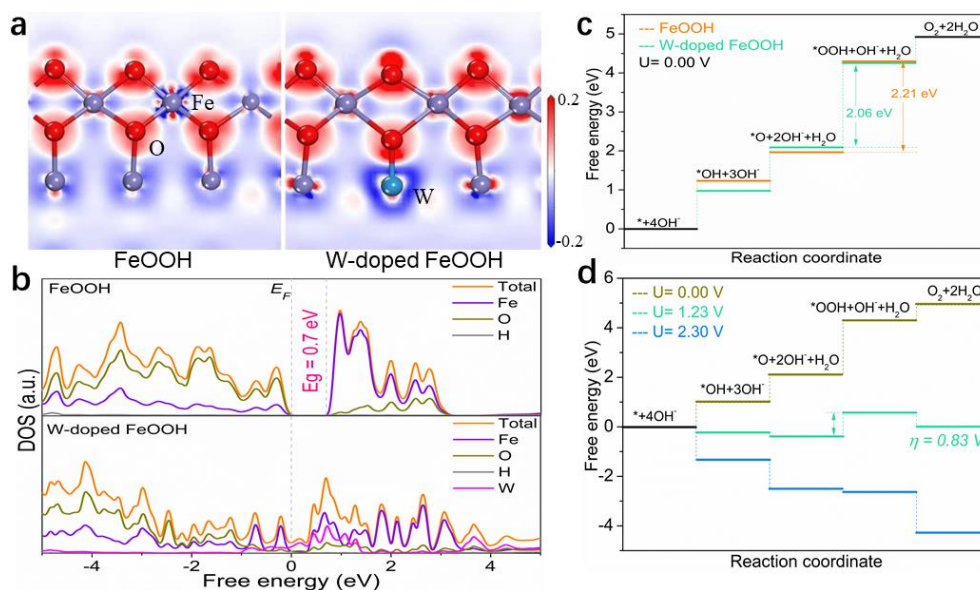 a
Fe
O
W
0.2
-0.2
FeOOH
W-doped FeOOH
b
FeOOH
E_F
Eg = 0.7 eV
Total
Fe
O
H
W-doped FeOOH
Total
Fe
O
H
W
DOS (a.u.)
-4
-2
0
2
4
Free energy (eV)
c
FeOOH
W-doped FeOOH
U=0.00 V
*+4OH⁻
*OH+3OH⁻
*O+2OH⁻+H₂O
*OOH+OH⁻+H₂O
O₂+2H₂O
2.06 eV
2.21 eV
5
4
3
2
1
0
Free energy (eV)
Reaction coordinate
d
U= 0.00 V
U= 1.23 V
U= 2.30 V
*+4OH⁻
*OH+3OH⁻
*O+2OH⁻+H₂O
*OOH+OH⁻+H₂O
O₂+2H₂O
η = 0.83 V
6
4
2
0
-2
-4
Free energy (eV)
Reaction coordinate